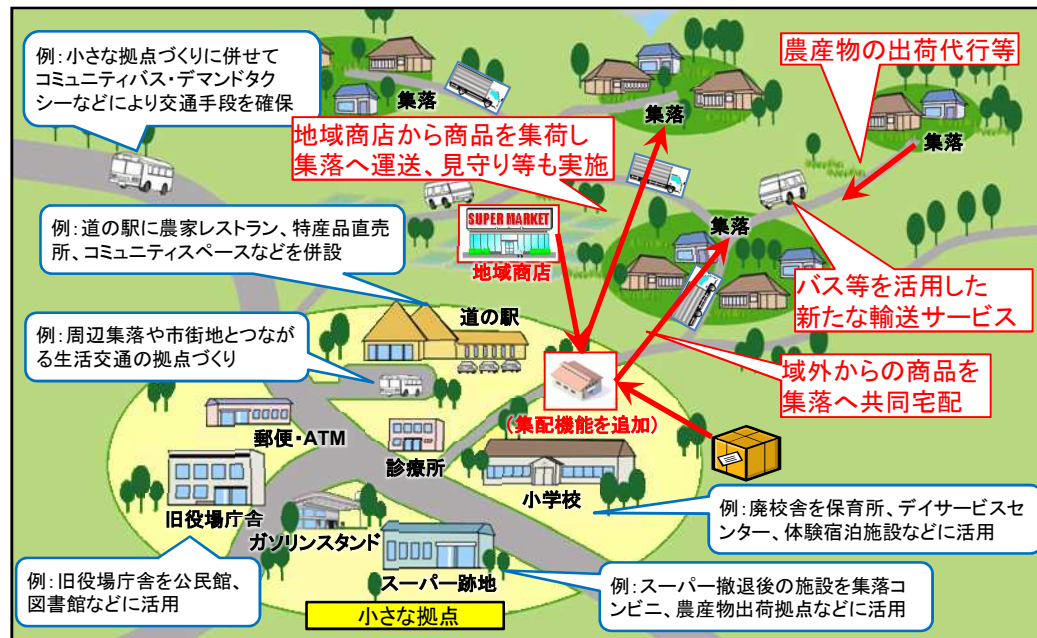 例：小さな拠点づくりに併せて
コミュニティバス・デマンドタク
シーなどにより交通手段を確保
集落
集落
農産物の出荷代行等
集落
地域商店から商品を集荷し
集落へ運送、見守り等も実施
例：道の駅に農家レストラン、特産品直売
所、コミュニティスペースなどを併設
SUPER MARKET
地域商店
集落
バス等を活用した
新たな輸送サービス
例：周辺集落や市街地とつなが
る生活交通の拠点づくり
道の駅
域外からの商品を
集落へ共同宅配
（集配機能を追加）
郵便・ATM
診療所
小学校
旧役場庁舎
ガソリンスタンド
スーパー跡地
例：廃校舎を保育所、デイサービスセ
ンター、体験宿泊施設などに活用
例：旧役場庁舎を公民館、
図書館などに活用
例：スーパー撤退後の施設を集落コ
ンビニ、農産物出荷拠点などに活用
小さな拠点